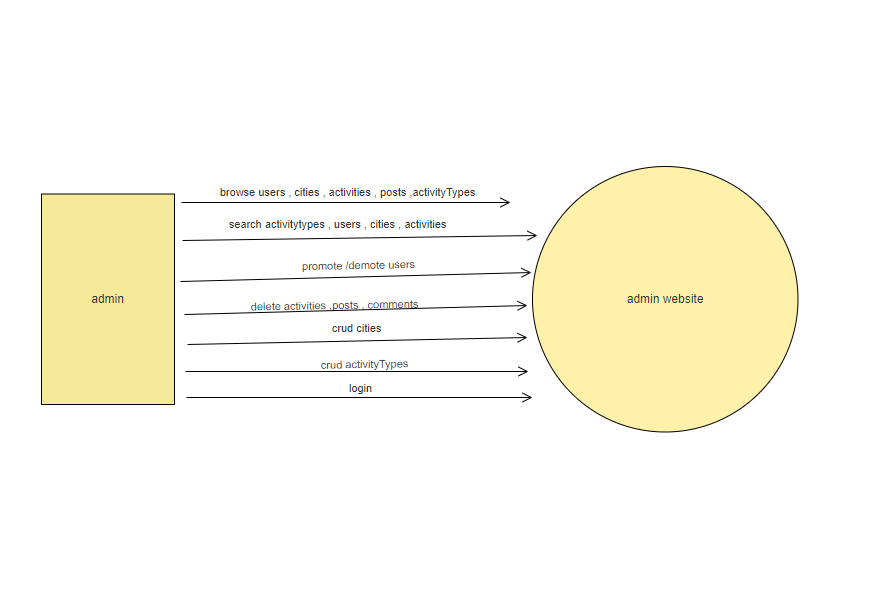 browse users , cities , activities , posts ,activityTypes
search activitytypes , users , cities , activities
promote /demote users
admin
admin website
delete activities ,posts , comments
crud cities
crud activityTypes
login